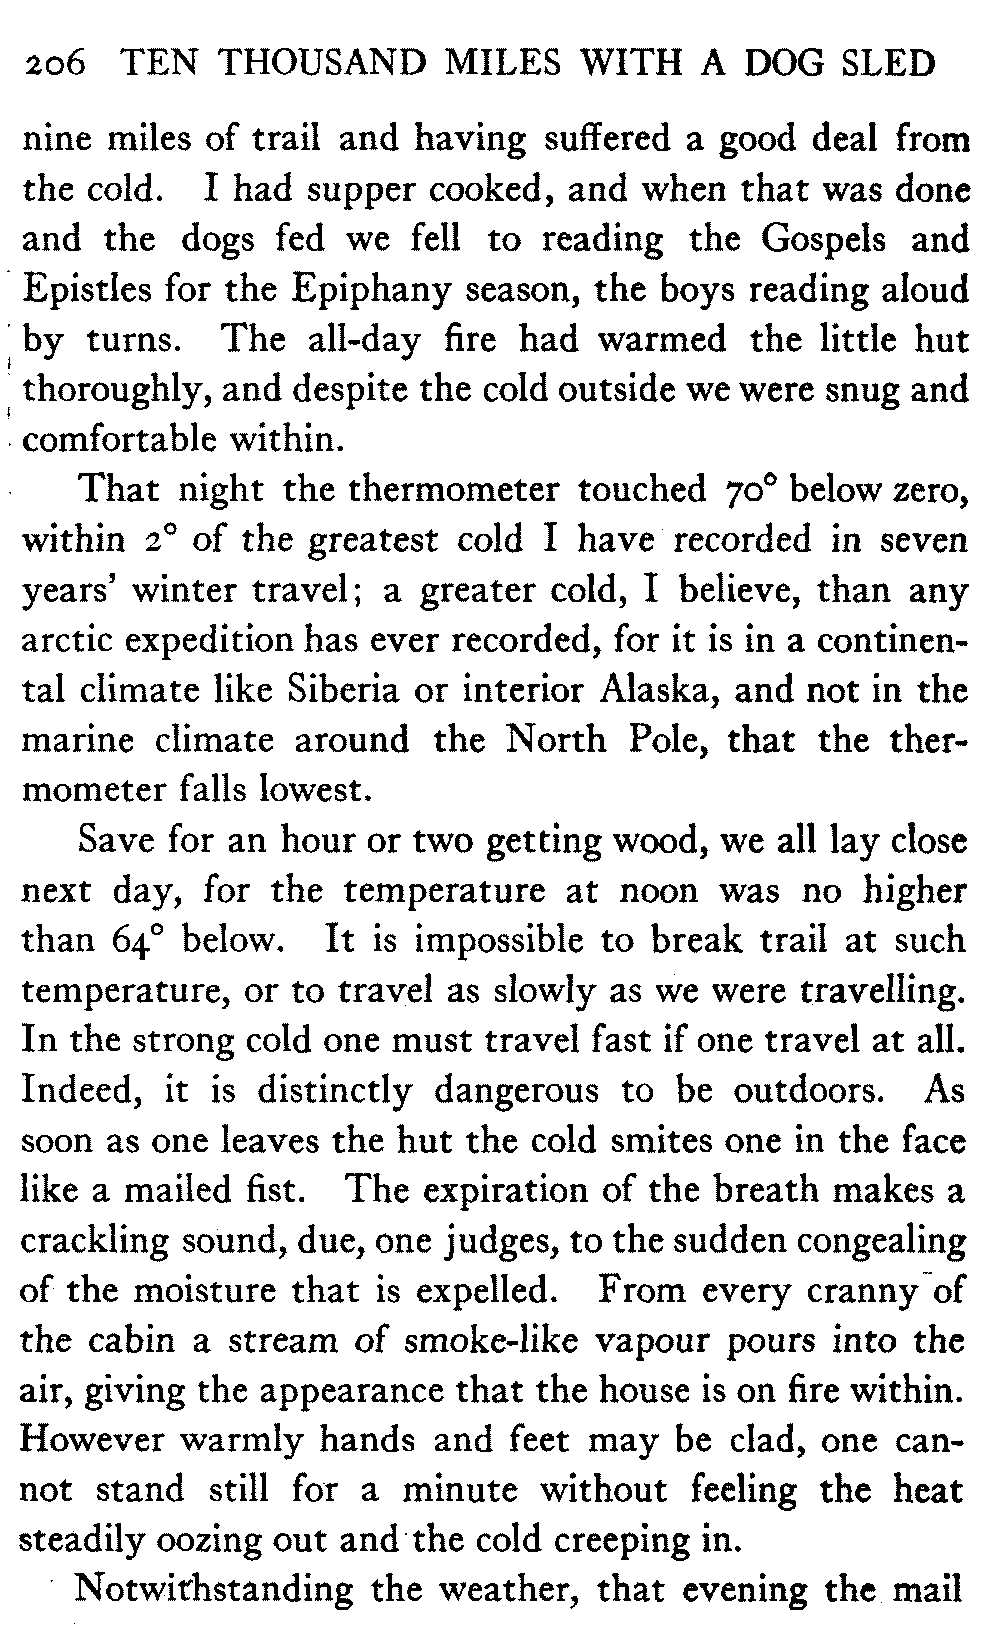 206 TEN THOUSAND MILES WITH A DOG SLED
nine miles of trail and having suffered a good deal from
the cold. I had supper cooked, and when that was done
and the dogs fed we fell to reading the Gospels and
Epistles for the Epiphany season, the boys reading aloud
by turns. The all-day fire had warmed the little hut
thoroughly, and despite the cold outside we were snug and
comfortable within.
That night the thermometer touched 70° below zero,
within 2° of the greatest cold I have recorded in seven
years' winter travel; a greater cold, I believe, than any
arctic expedition has ever recorded, for it is in a continen-
tal climate like Siberia or interior Alaska, and not in the
marine climate around the North Pole, that the ther-
mometer falls lowest.
Save for an hour or two getting wood, we all lay close
next day, for the temperature at noon was no higher
than 64° below. It is impossible to break trail at such
temperature, or to travel as slowly as we were travelling.
In the strong cold one must travel fast if one travel at all.
Indeed, it is distinctly dangerous to be outdoors. As
soon as one leaves the hut the cold smites one in the face
like a mailed fist. The expiration of the breath makes a
crackling sound, due, one judges, to the sudden congealing
of the moisture that is expelled. From every cranny of
the cabin a stream of smoke-like vapour pours into the
air, giving the appearance that the house is on fire within.
However warmly hands and feet may be clad, one can-
not stand still for a minute without feeling the heat
steadily oozing out and the cold creeping in.
Notwithstanding the weather, that evening the mail